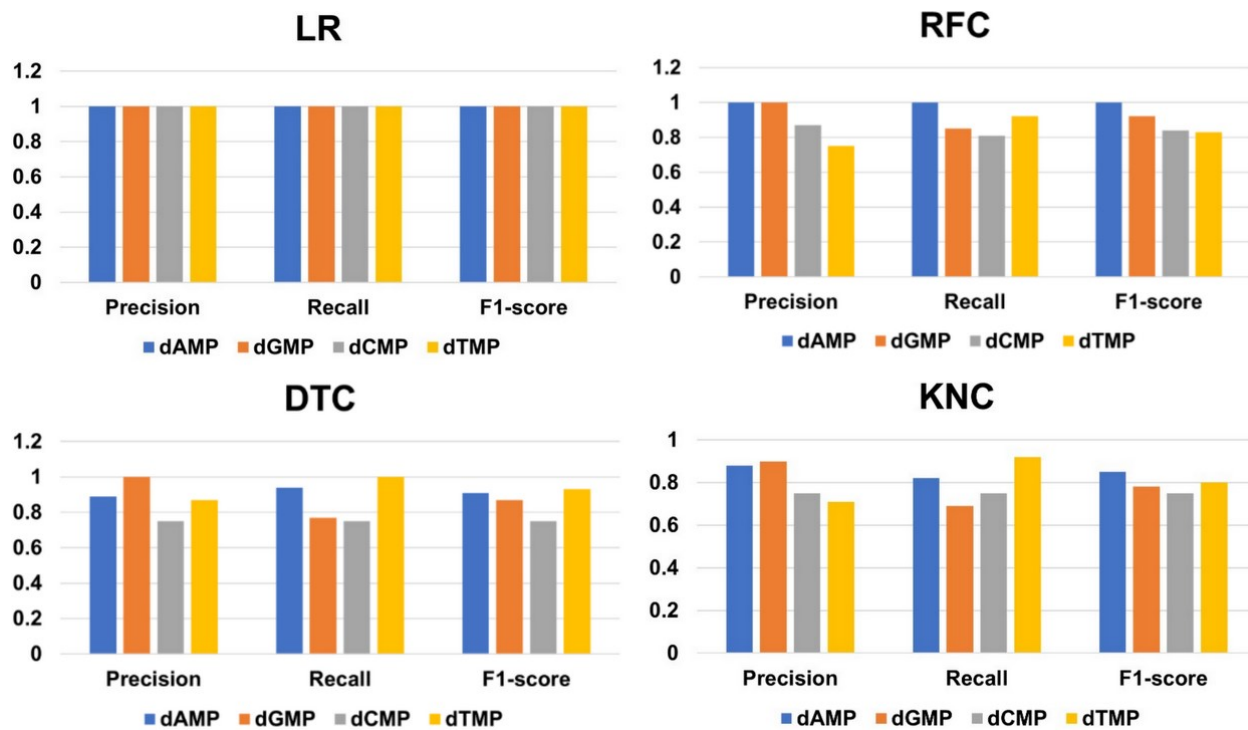 LR
1.2
1
0.8
0.6
0.4
0.2
0
Precision Recall F1-score
dAMP dGMP dCMP dTMP
RFC
1.2
1
0.8
0.6
0.4
0.2
0
Precision Recall F1-score
dAMP dGMP dCMP dTMP
DTC
1.2
1
0.8
0.6
0.4
0.2
0
Precision Recall F1-score
dAMP dGMP dCMP dTMP
KNC
1
0.8
0.6
0.4
0.2
0
Precision Recall F1-score
dAMP dGMP dCMP dTMP